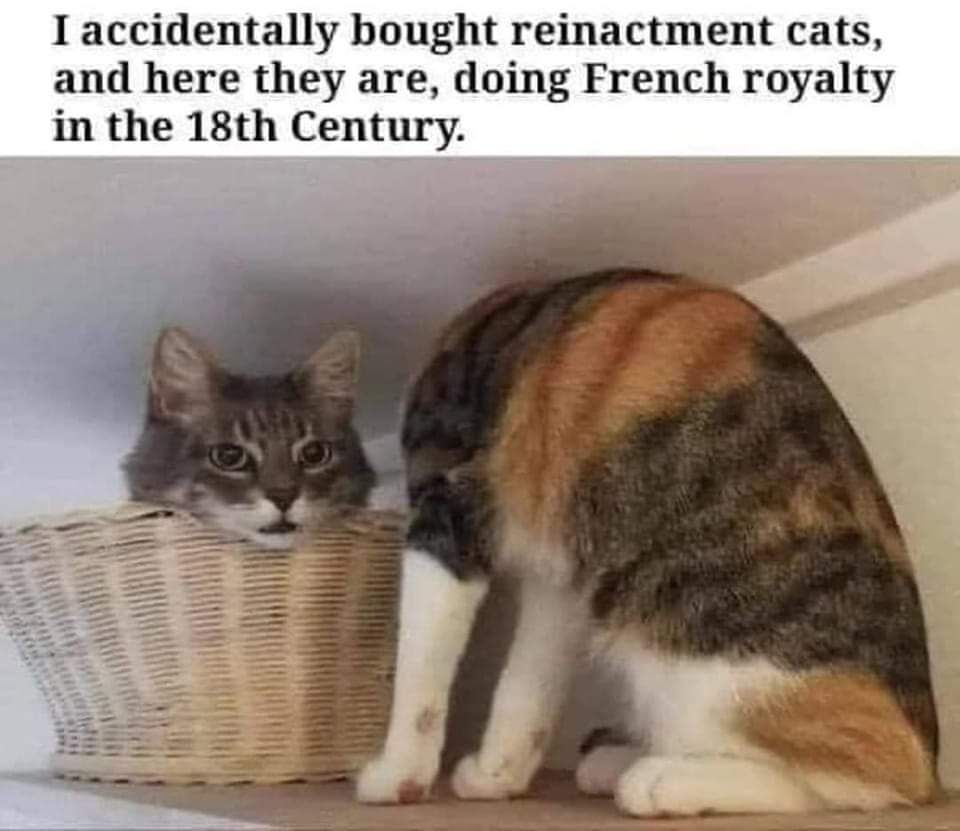 I accidentally bought reinactment cats,
and here they are, doing French royalty
in the 18th Century.